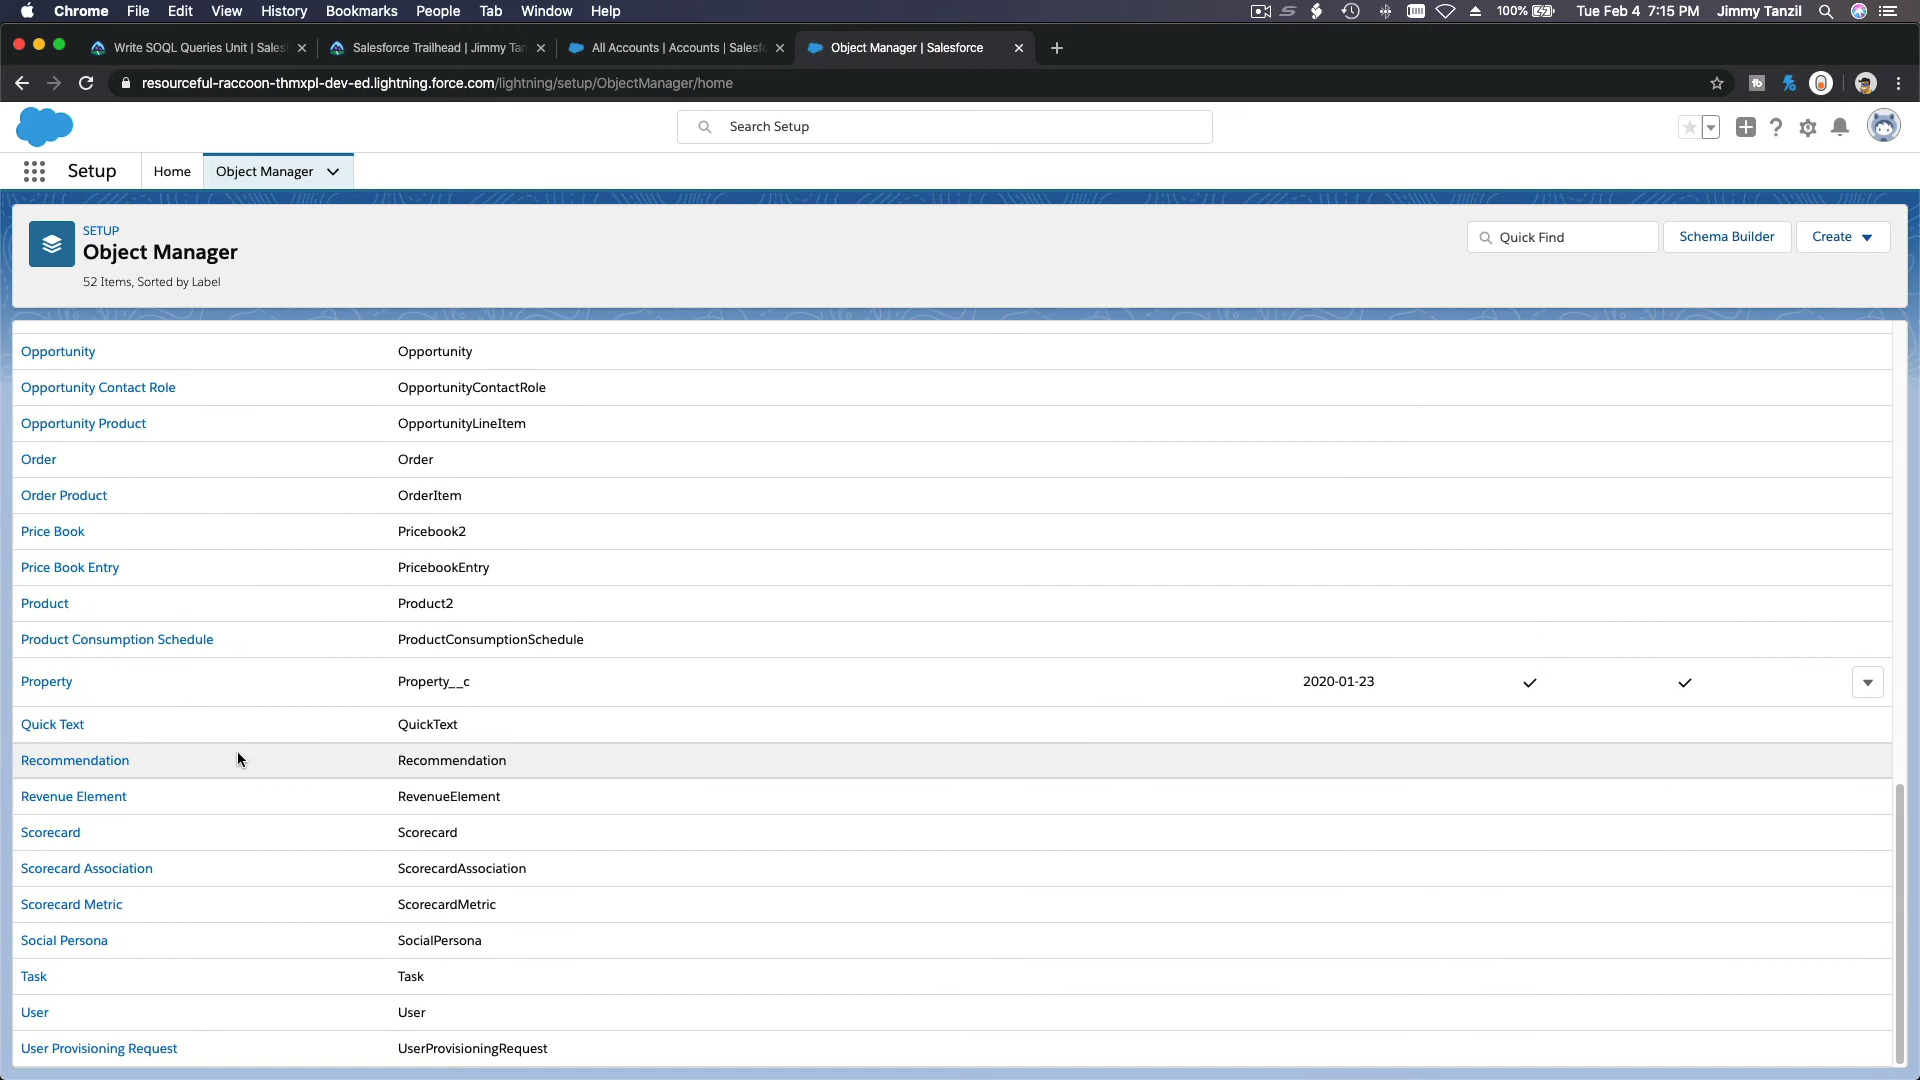 Chrome File Edit View History Bookmarks People Tab Window Help 100% Tue Feb 4 7:15 PM Jimmy Tanzil
Write SOQL Queries Unit | Sales Salesforce Trailhead | Jimmy Tan All Accounts | Accounts | Salesf Object Manager | Salesforce
resourceful-raccoon-thmxpl-dev-ed.lightning.force.com/lightning/setup/ObjectManager/home
Search Setup
Setup Home Object Manager
SETUP
Object Manager
52 Items, Sorted by Label
Quick Find Schema Builder Create
Opportunity Opportunity
Opportunity Contact Role OpportunityContactRole
Opportunity Product OpportunityLineItem
Order Order
Order Product OrderItem
Price Book Pricebook2
Price Book Entry PricebookEntry
Product Product2
Product Consumption Schedule ProductConsumptionSchedule
Property Property__c 2020-01-23
Quick Text QuickText
Recommendation Recommendation
Revenue Element RevenueElement
Scorecard Scorecard
Scorecard Association ScorecardAssociation
Scorecard Metric ScorecardMetric
Social Persona SocialPersona
Task Task
User User
User Provisioning Request UserProvisioningRequest